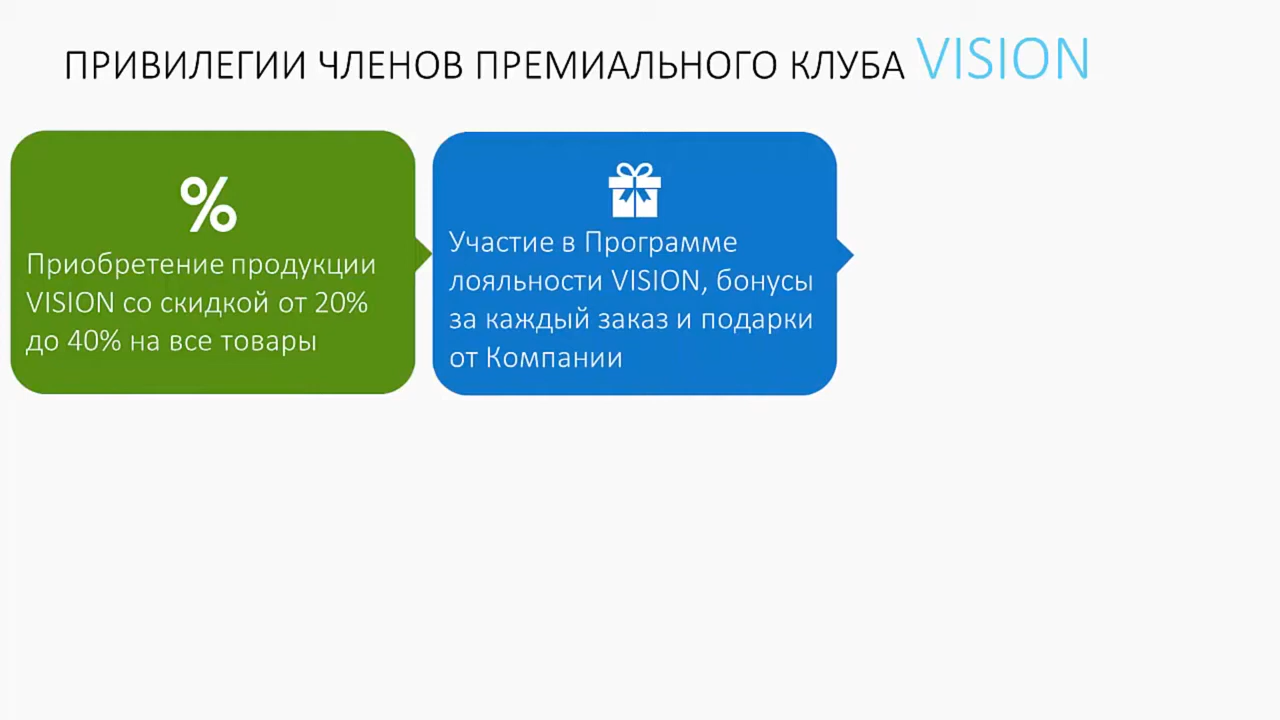 ПРИВИЛЕГИИ ЧЛЕНОВ ПРЕМИАЛЬНОГО КЛУБА VISION
%
Приобретение продукции
VISION со скидкой от 20%
до 40% на все товары
Участие в Программе
лояльности VISION, бонусы
за каждый заказ и подарки
от Компании